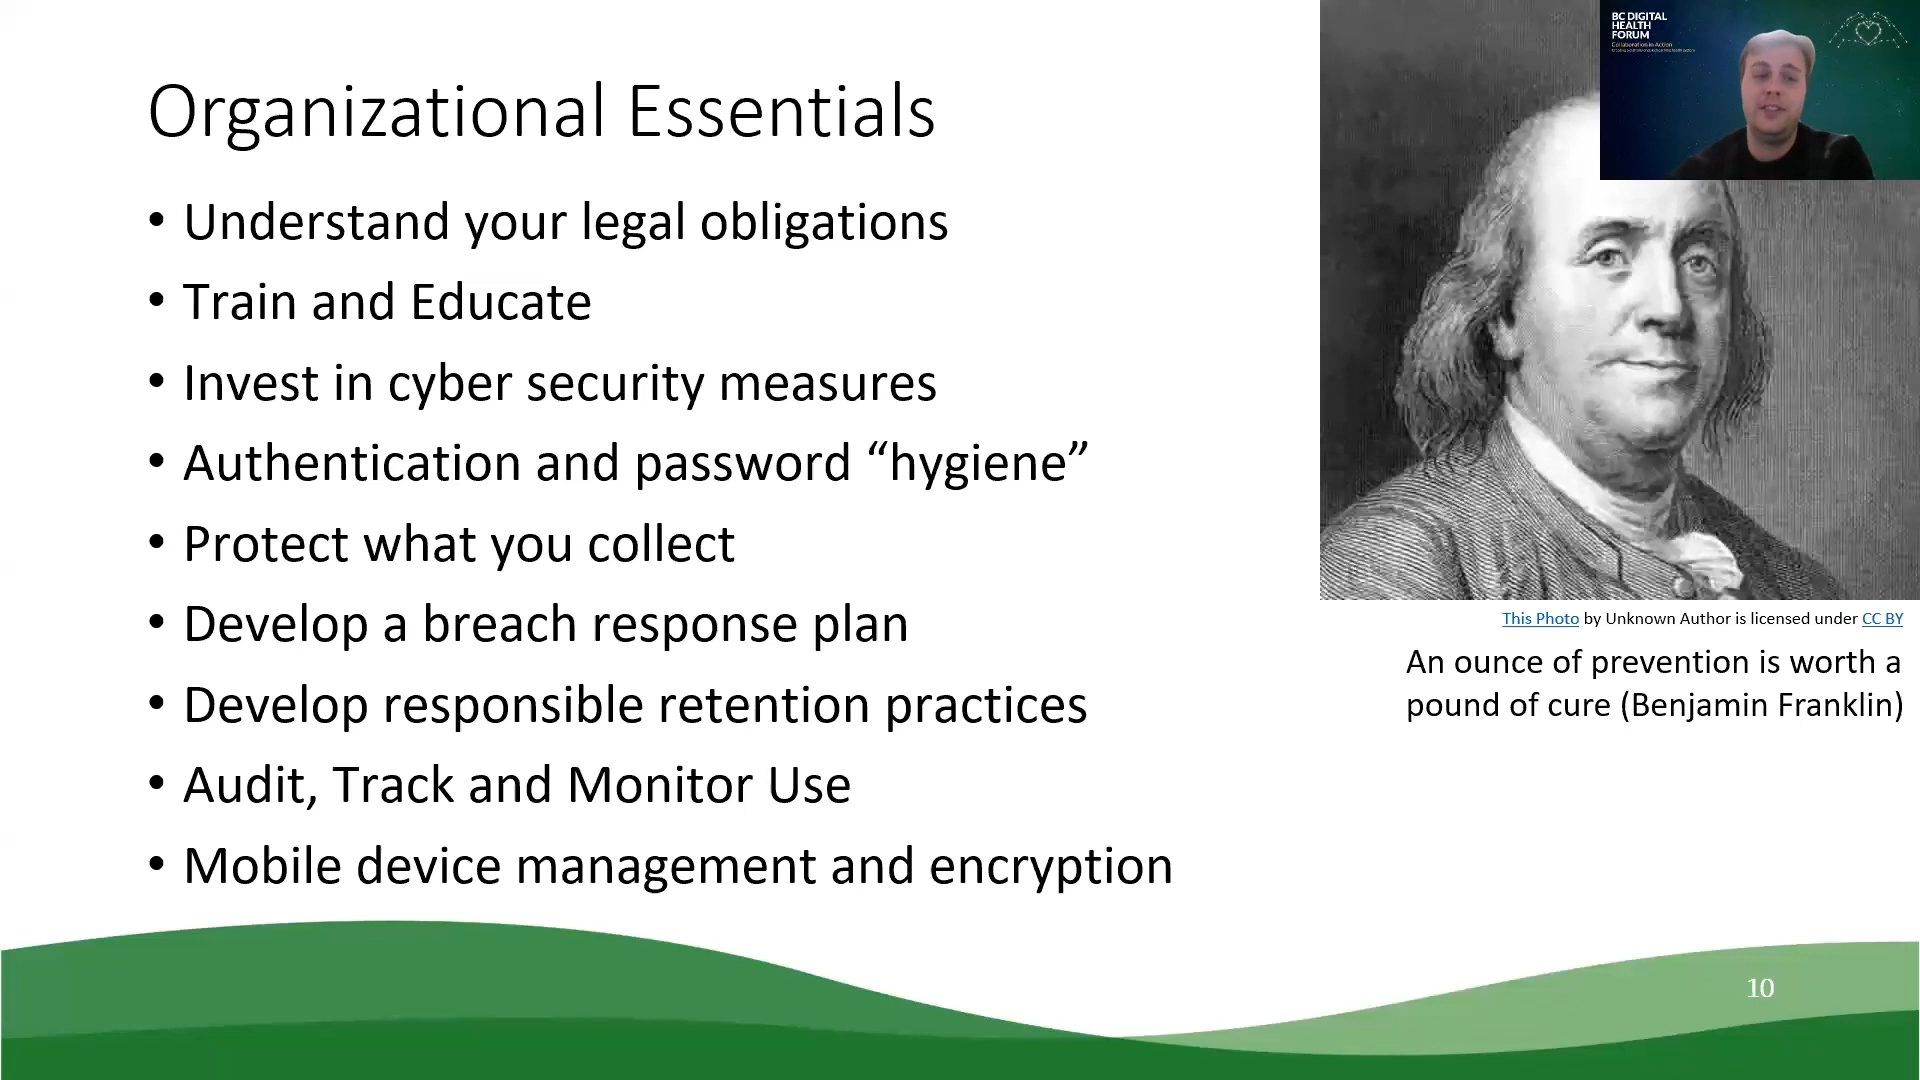 Organizational Essentials
• Understand your legal obligations
• Train and Educate
• Invest in cyber security measures
• Authentication and password “hygiene”
• Protect what you collect
• Develop a breach response plan
• Develop responsible retention practices
• Audit, Track and Monitor Use
• Mobile device management and encryption
BC DIGITAL
HEALTH
FORUM
Collaboration in Action
This Photo by Unknown Author is licensed under CC BY
An ounce of prevention is worth a
pound of cure (Benjamin Franklin)
10